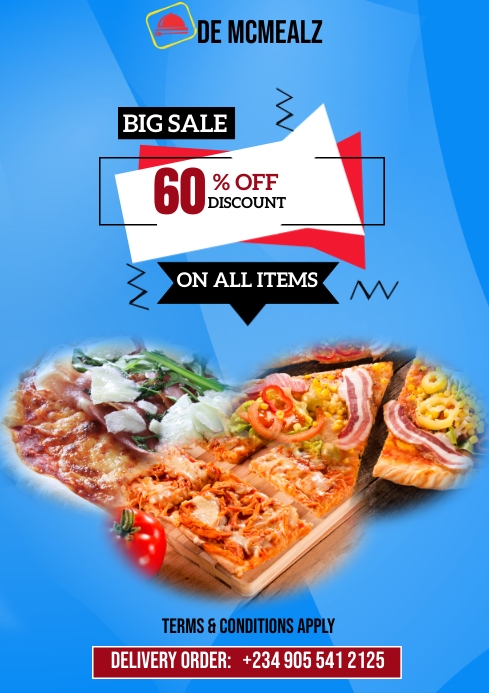 DE MCMEALZ
BIG SALE
60 % OFF
DISCOUNT
ON ALL ITEMS
TERMS & CONDITIONS APPLY
DELIVERY ORDER: +234 905 541 2125